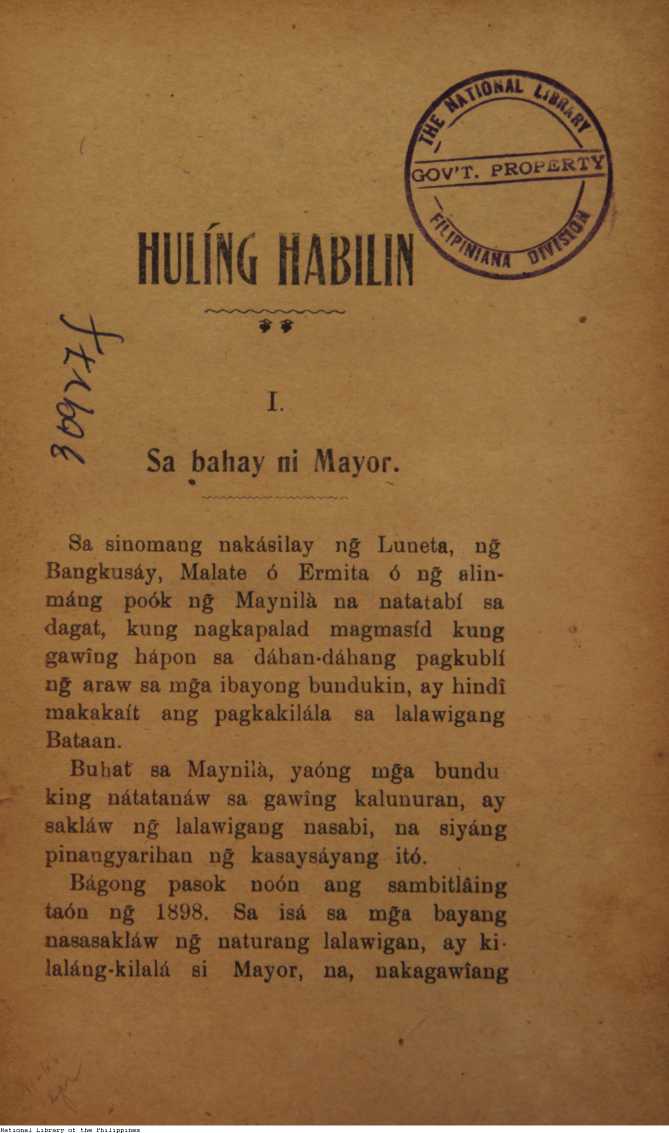 THE NATIONAL LIBRARY
GOV'T. PROPERTY
FILIPINIANA DIVISION
HULÍNG HABILIN
I.
Sa bahay ni Mayor.
Sa sinomang nakásilay ng̃ Luneta, ng̃
Bangkusáy, Malate ó Ermita ó ng̃ alin-
máng poók ng̃ Maynilà na natatabí sa
dagat, kung nagkapalad magmasíd kung
gawîng hápon sa dáhan-dáhang pagkublí
ng̃ araw sa mg̃a ibayong bundukin, ay hindî
makakaít ang pagkakilála sa lalawigang
Bataan.
Buhat sa Maynilà, yaóng mg̃a bundu
king nátatanáw sa gawîng kalunuran, ay
sakláw ng̃ lalawigang nasabi, na siyáng
pinangyarihan ng̃ kasaysáyang itó.
Bágong pasok noón ang sambitlâing
taón ng̃ 1898. Sa isá sa mg̃a bayang
nasasakláw ng̃ naturang lalawigan, ay ki-
laláng-kilalá si Mayor, na, nakagawîang
National Library of the Philippines